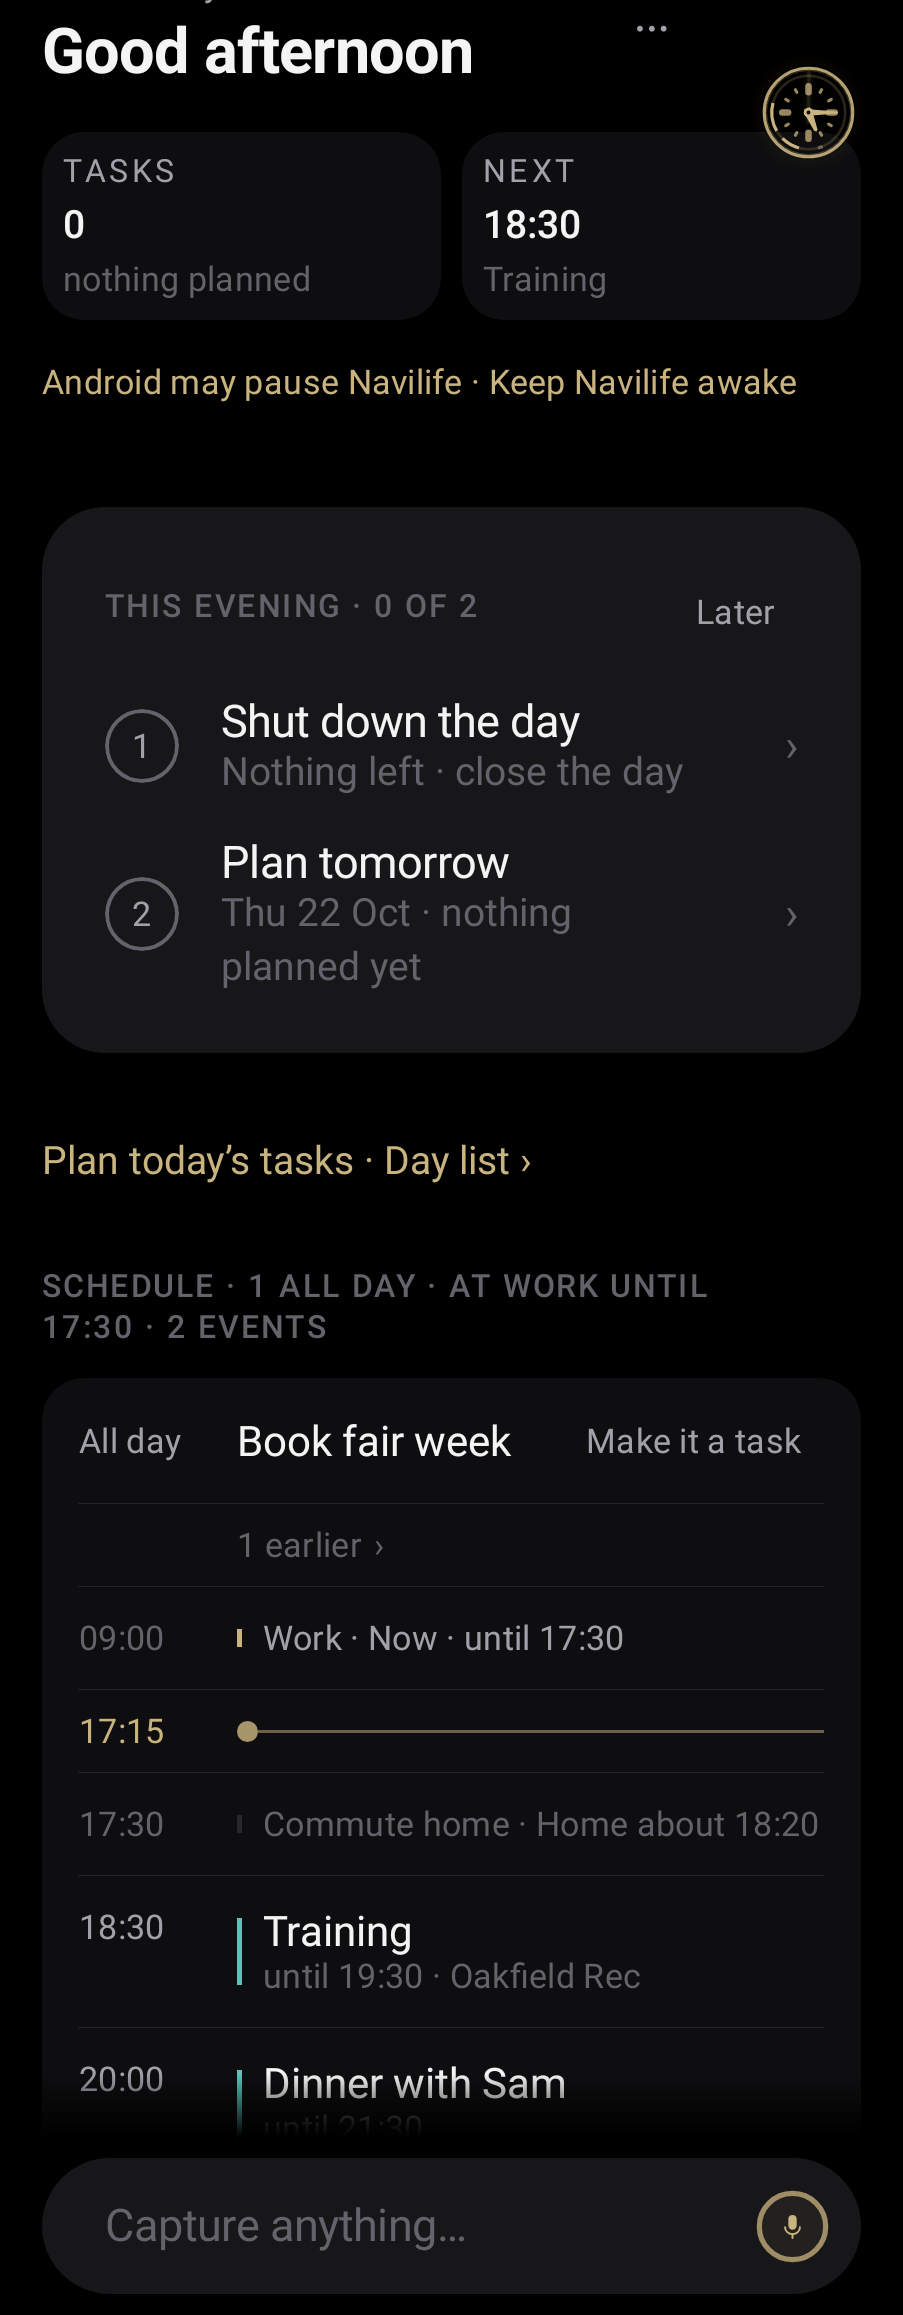 Good afternoon
TASKS
0
nothing planned
NEXT
18:30
Training
Android may pause Navilife · Keep Navilife awake
THIS EVENING · 0 OF 2
Later
1
Shut down the day
Nothing left · close the day
›
2
Plan tomorrow
Thu 22 Oct · nothing
planned yet
›
Plan today’s tasks · Day list ›
SCHEDULE · 1 ALL DAY · AT WORK UNTIL
17:30 · 2 EVENTS
All day Book fair week Make it a task
1 earlier ›
09:00 Work · Now · until 17:30
17:15
17:30 Commute home · Home about 18:20
18:30 Training
until 19:30 · Oakfield Rec
20:00 Dinner with Sam
until 21:30
Capture anything...